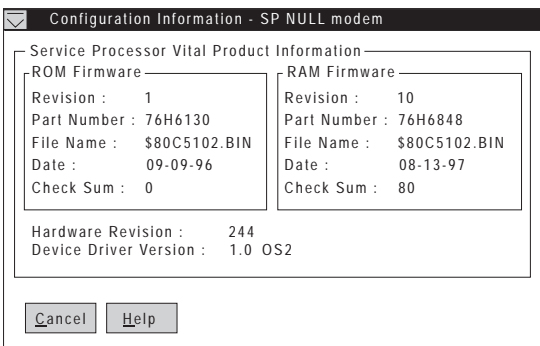 Configuration Information - SP NULL modem
Service Processor Vital Product Information
ROM Firmware
Revision : 1
Part Number : 76H6130
File Name : $80C5102.BIN
Date : 09-09-96
Check Sum : 0
RAM Firmware
Revision : 10
Part Number : 76H6848
File Name : $80C5102.BIN
Date : 08-13-97
Check Sum : 80
Hardware Revision : 244
Device Driver Version : 1.0 OS2
Cancel
Help